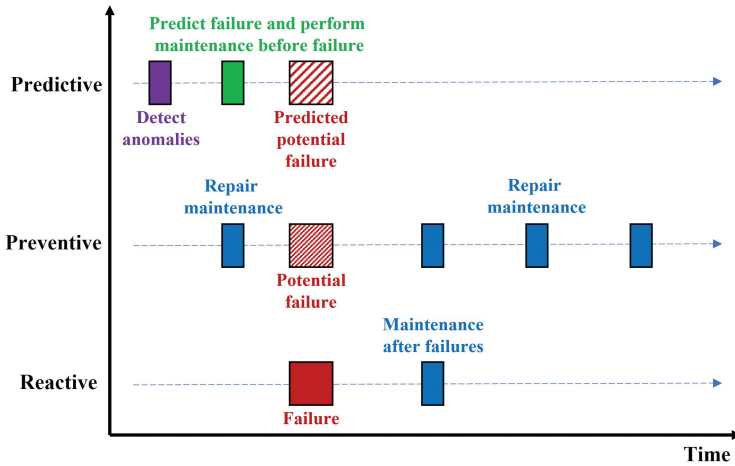 Predict failure and perform
maintenance before failure
Predictive
Detect
anomalies
Predicted
potential
failure
Repair
maintenance
Repair
maintenance
Preventive
Potential
failure
Maintenance
after failures
Reactive
Failure
Time